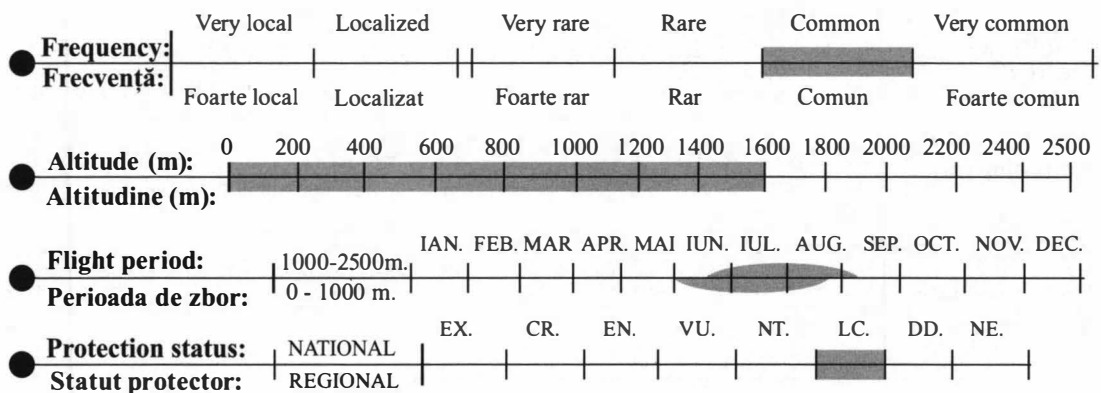 Very local Localized Very rare Rare Common Very common
Frequency:
Frecvență:
Foarte local Localizat Foarte rar Rar Comun Foarte comun
0 200 400 600 800 1000 1200 1400 1600 1800 2000 2200 2400 2500
Altitude (m):
Altitudine (m):
IAN. FEB. MAR APR. MAI IUN. IUL. AUG. SEP. OCT. NOV. DEC.
Flight period: 1000-2500m.
Perioada de zbor: 0 - 1000 m.
EX. CR. EN. VU. NT. LC. DD. NE.
Protection status: NATIONAL
Statut protector: REGIONAL